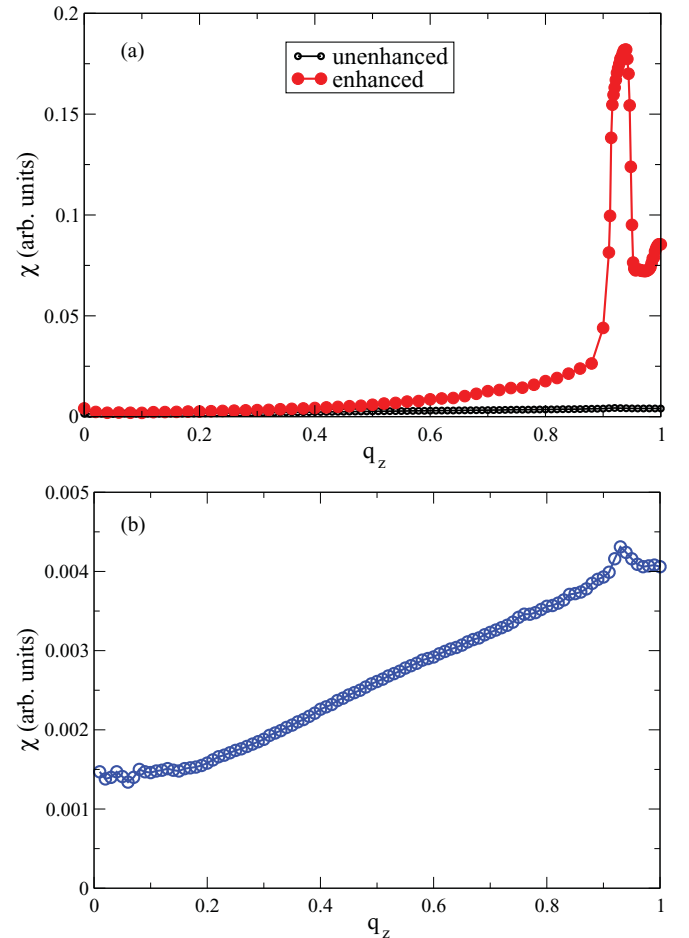 0.2
(a)
unenhanced
enhanced
0.15
χ (arb. units)
0.1
0.05
0
0 0.2 0.4 0.6 0.8 1
q_z
0.005
(b)
0.004
χ (arb. units)
0.003
0.002
0.001
0
0 0.2 0.4 0.6 0.8 1
q_z